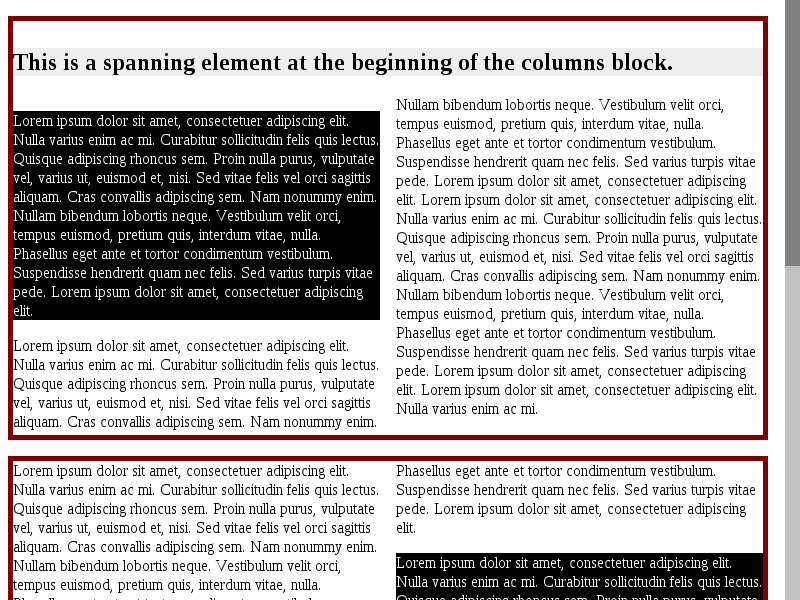 This is a spanning element at the beginning of the columns block.
Lorem ipsum dolor sit amet, consectetuer adipiscing elit.
Nulla varius enim ac mi. Curabitur sollicitudin felis quis lectus.
Quisque adipiscing rhoncus sem. Proin nulla purus, vulputate
vel, varius ut, euismod et, nisi. Sed vitae felis vel orci sagittis
aliquam. Cras convallis adipiscing sem. Nam nonummy enim.
Nullam bibendum lobortis neque. Vestibulum velit orci,
tempus euismod, pretium quis, interdum vitae, nulla.
Phasellus eget ante et tortor condimentum vestibulum.
Suspendisse hendrerit quam nec felis. Sed varius turpis vitae
pede. Lorem ipsum dolor sit amet, consectetuer adipiscing
elit.
Lorem ipsum dolor sit amet, consectetuer adipiscing elit.
Nulla varius enim ac mi. Curabitur sollicitudin felis quis lectus.
Quisque adipiscing rhoncus sem. Proin nulla purus, vulputate
vel, varius ut, euismod et, nisi. Sed vitae felis vel orci sagittis
aliquam. Cras convallis adipiscing sem. Nam nonummy enim.
Nullam bibendum lobortis neque. Vestibulum velit orci,
tempus euismod, pretium quis, interdum vitae, nulla.
Phasellus eget ante et tortor condimentum vestibulum.
Suspendisse hendrerit quam nec felis. Sed varius turpis vitae
pede. Lorem ipsum dolor sit amet, consectetuer adipiscing
elit. Lorem ipsum dolor sit amet, consectetuer adipiscing elit.
Nulla varius enim ac mi. Curabitur sollicitudin felis quis lectus.
Quisque adipiscing rhoncus sem. Proin nulla purus, vulputate
vel, varius ut, euismod et, nisi. Sed vitae felis vel orci sagittis
aliquam. Cras convallis adipiscing sem. Nam nonummy enim.
Nullam bibendum lobortis neque. Vestibulum velit orci,
tempus euismod, pretium quis, interdum vitae, nulla.
Phasellus eget ante et tortor condimentum vestibulum.
Suspendisse hendrerit quam nec felis. Sed varius turpis vitae
pede. Lorem ipsum dolor sit amet, consectetuer adipiscing
elit. Lorem ipsum dolor sit amet, consectetuer adipiscing elit.
Nulla varius enim ac mi.
Lorem ipsum dolor sit amet, consectetuer adipiscing elit.
Nulla varius enim ac mi. Curabitur sollicitudin felis quis lectus.
Quisque adipiscing rhoncus sem. Proin nulla purus, vulputate
vel, varius ut, euismod et, nisi. Sed vitae felis vel orci sagittis
aliquam. Cras convallis adipiscing sem. Nam nonummy enim.
Nullam bibendum lobortis neque. Vestibulum velit orci,
tempus euismod, pretium quis, interdum vitae, nulla.
Phasellus eget ante et tortor condimentum vestibulum.
Suspendisse hendrerit quam nec felis. Sed varius turpis vitae
pede. Lorem ipsum dolor sit amet, consectetuer adipiscing
elit.
Lorem ipsum dolor sit amet, consectetuer adipiscing elit.
Nulla varius enim ac mi. Curabitur sollicitudin felis quis lectus.